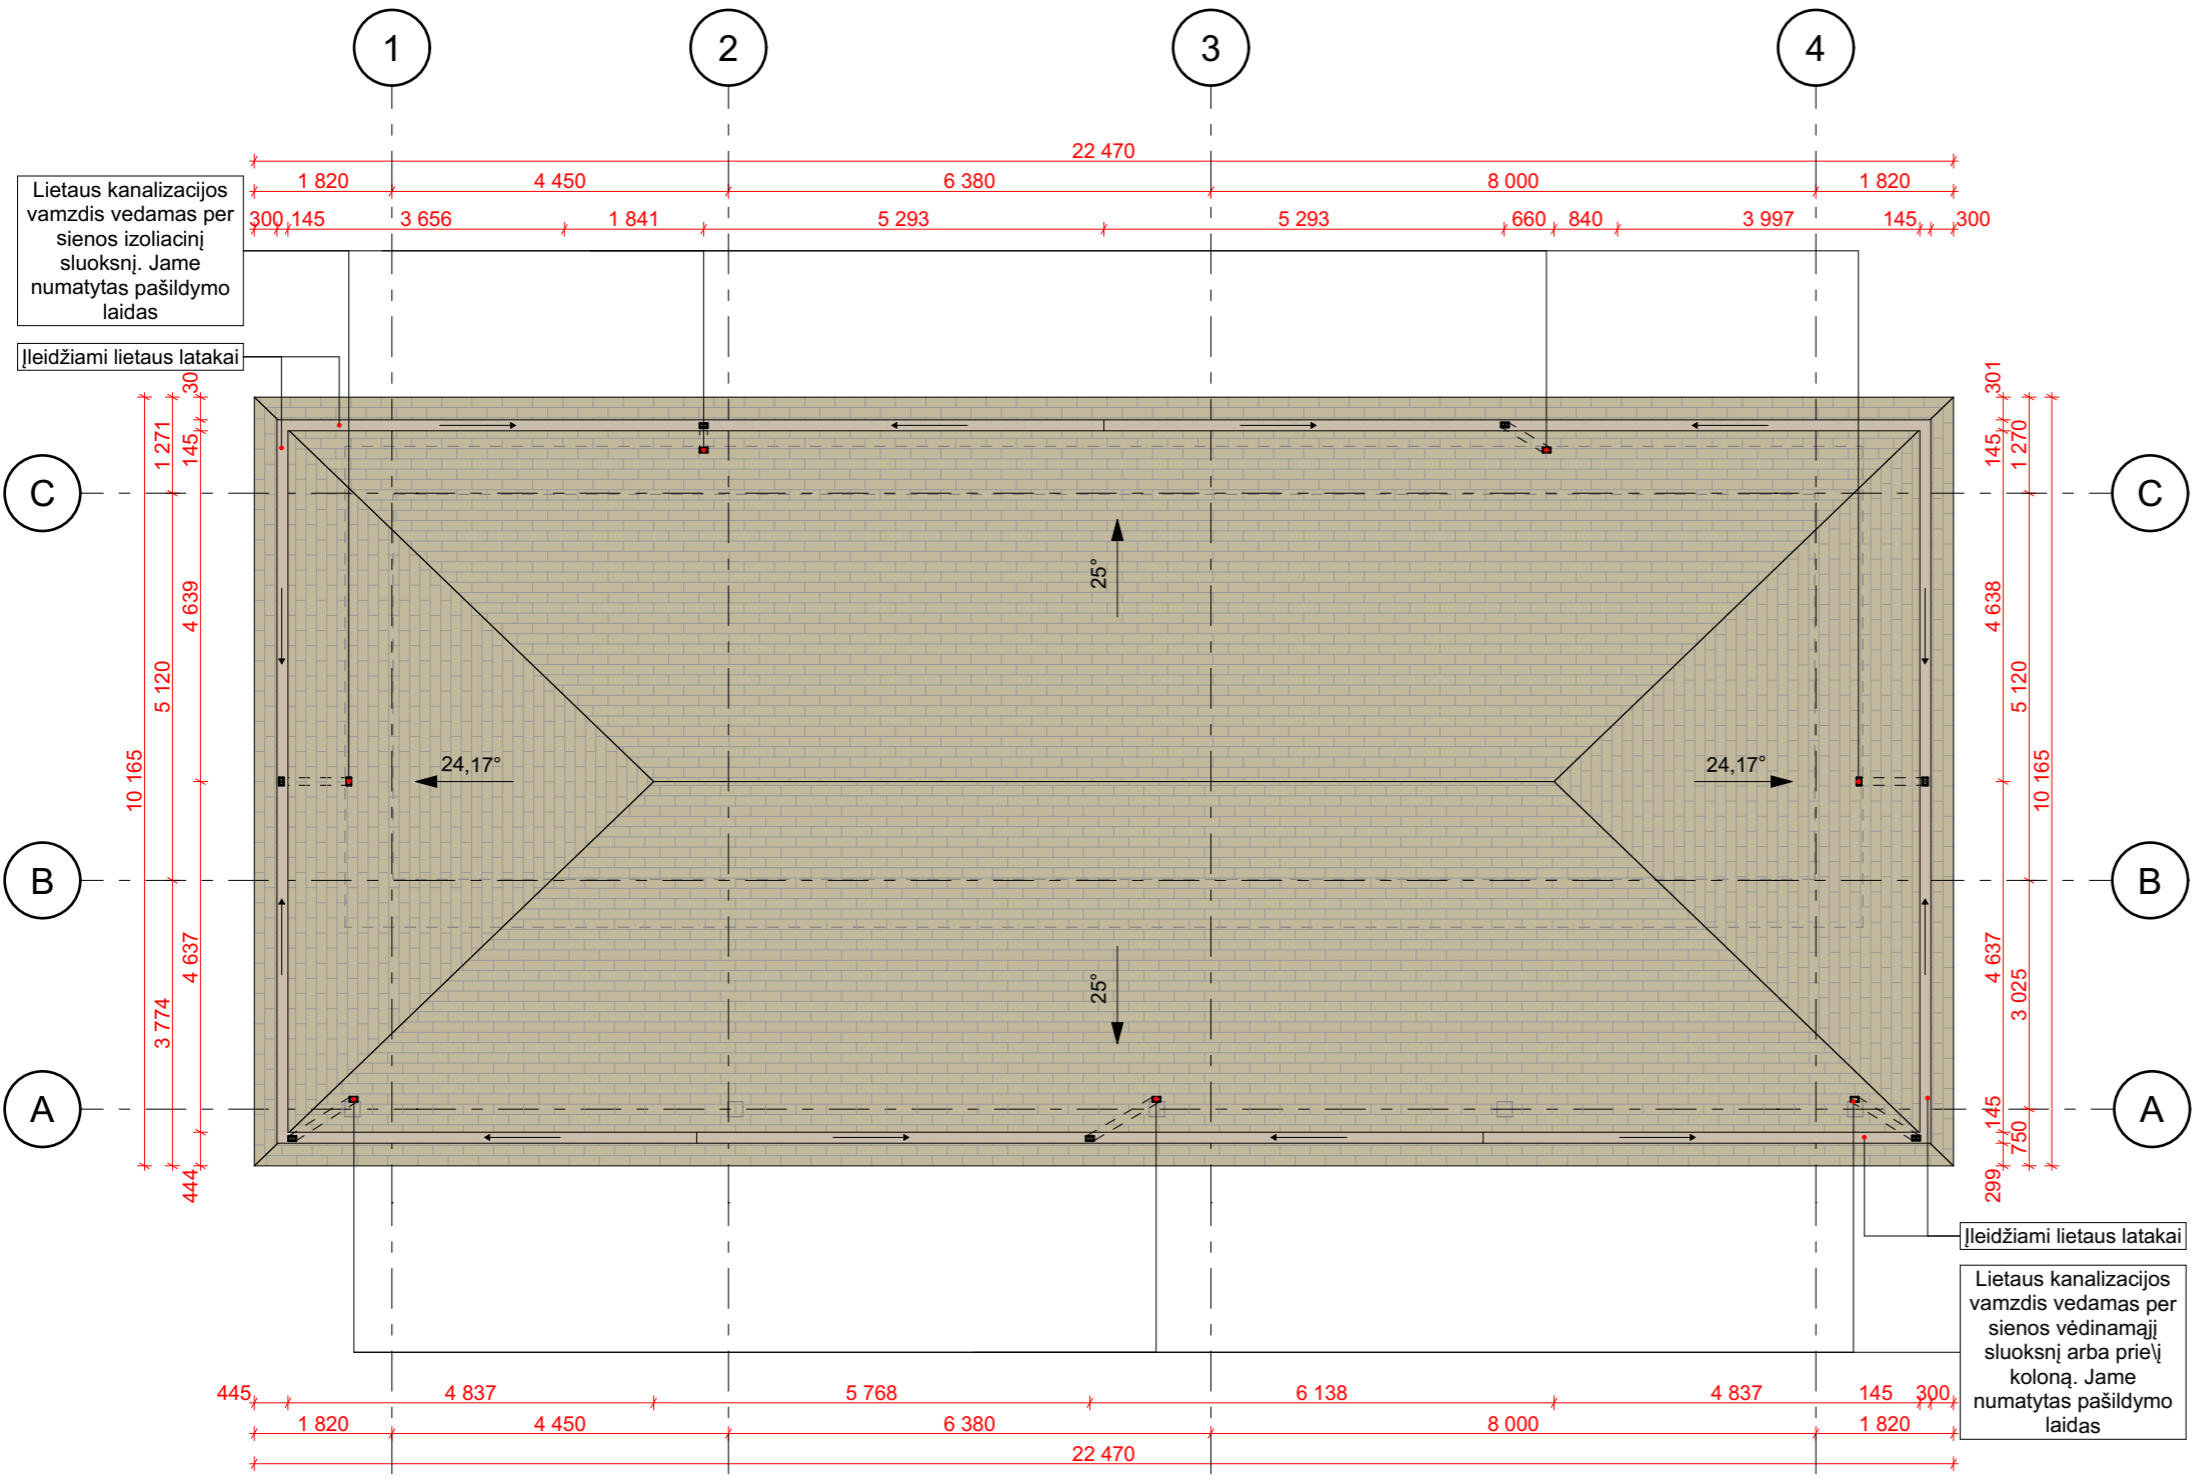 1 2 3 4
22 470
1 820 4 450 6 380 8 000 1 820
300 145 3 656 1 841 5 293 5 293 660 840 3 997 145 300
Lietaus kanalizacijos
vamzdis vedamas per
sienos izoliacinį
sluoksnį. Jame
numatytas pašildymo
laidas
Įleidžiami lietaus latakai
30
1 271
145
301
1 270
145
C C
4 639
5 120
10 165
4 638
5 120
10 165
25°
24,17° 24,17°
B B
4 637
3 774
4 637
3 025
25°
A A
444
145
750
299
Įleidžiami lietaus latakai
Lietaus kanalizacijos
vamzdis vedamas per
sienos vėdinamąjį
sluoksnį arba prie\į
koloną. Jame
numatytas pašildymo
laidas
445 4 837 5 768 6 138 4 837 145 300
1 820 4 450 6 380 8 000 1 820
22 470